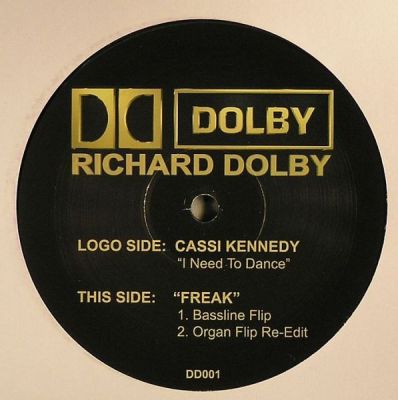 DOLBY
RICHARD DOLBY
LOGO SIDE: CASSI KENNEDY
"I Need To Dance"
THIS SIDE: "FREAK"
1. Bassline Flip
2. Organ Flip Re-Edit
DD001